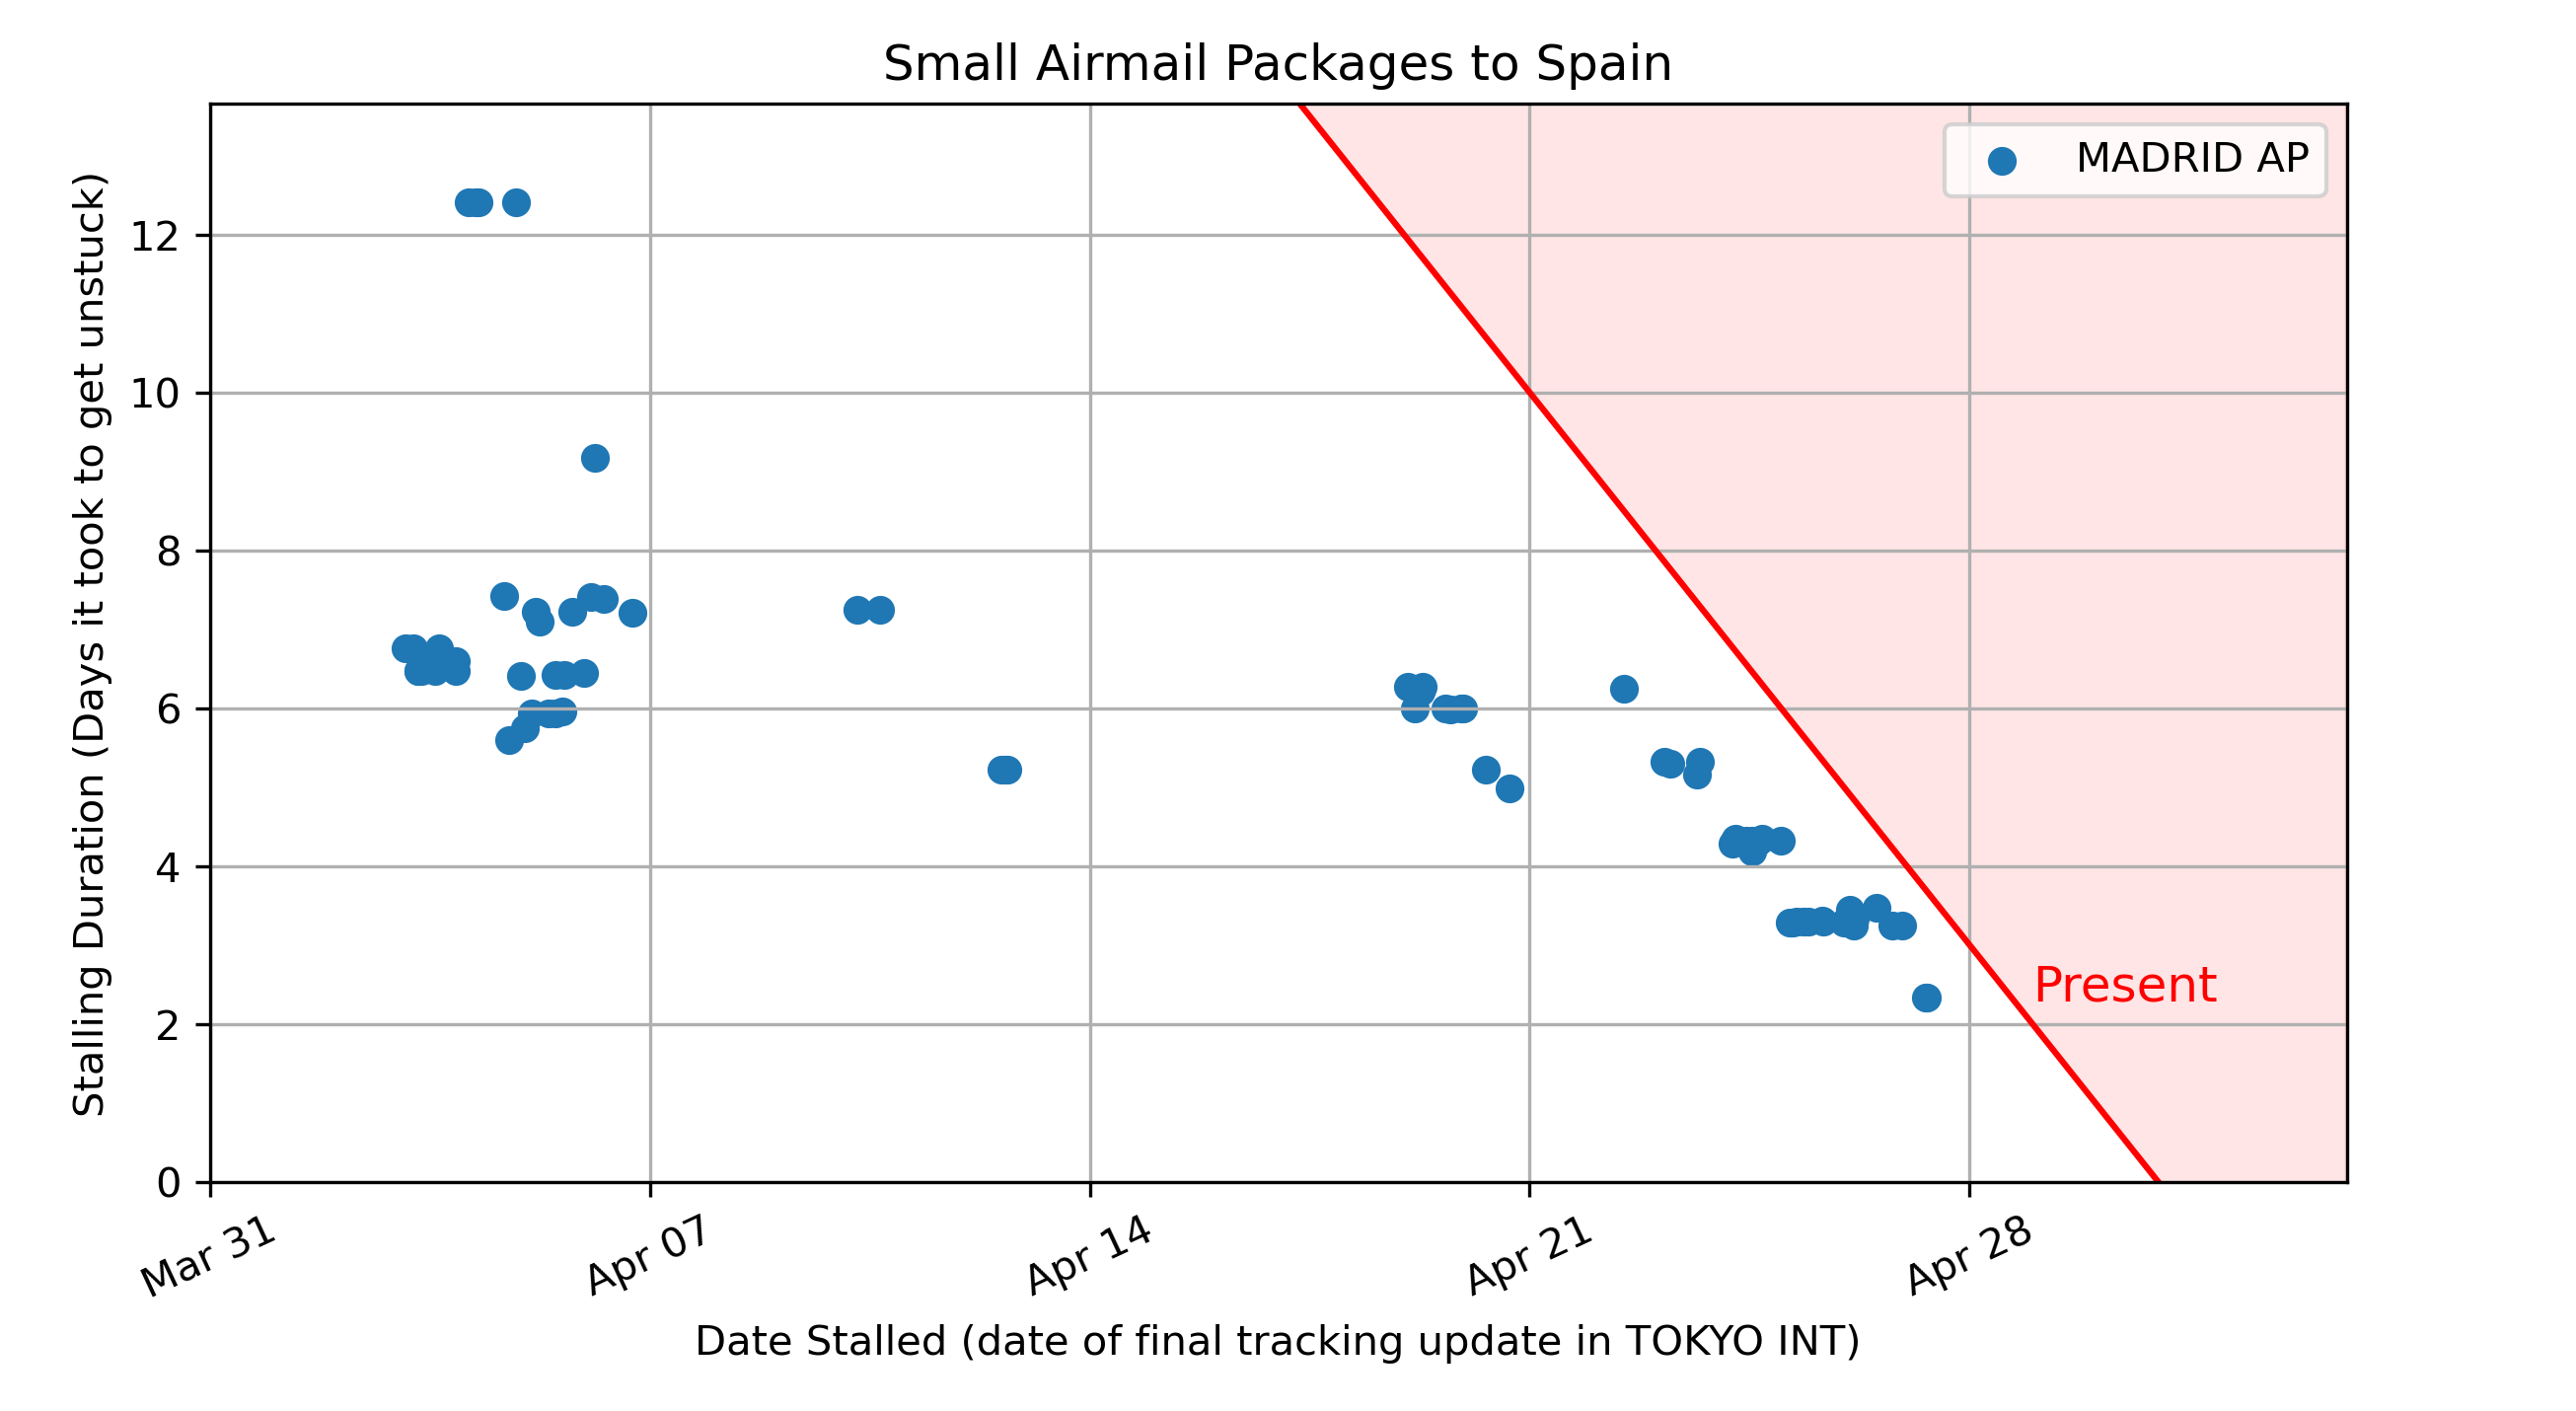 Small Airmail Packages to Spain
MADRID AP
Stalling Duration (Days it took to get unstuck)
12
10
8
6
4
2
0
Present
Mar 31
Apr 07
Apr 14
Apr 21
Apr 28
Date Stalled (date of final tracking update in TOKYO INT)